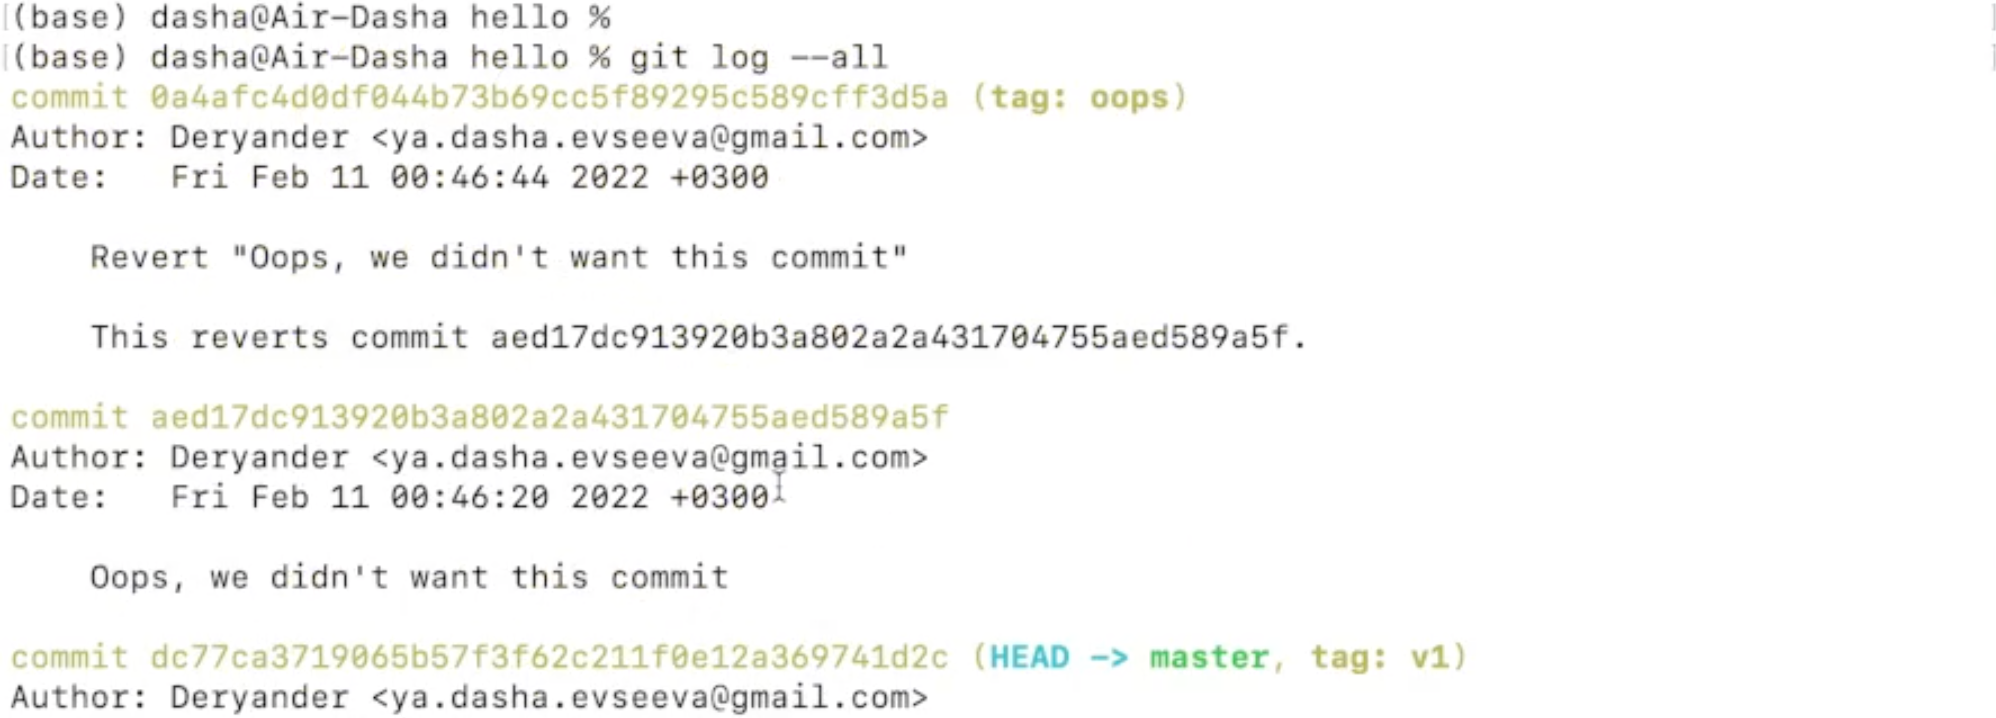 (base) dasha@Air-Dasha hello %
(base) dasha@Air-Dasha hello % git log --all
commit 0a4afc4d0df044b73b69cc5f89295c589cff3d5a (tag: oops)
Author: Deryander <ya.dasha.evseeva@gmail.com>
Date:   Fri Feb 11 00:46:44 2022 +0300
Revert "Oops, we didn't want this commit"
This reverts commit aed17dc913920b3a802a2a431704755aed589a5f.
commit aed17dc913920b3a802a2a431704755aed589a5f
Author: Deryander <ya.dasha.evseeva@gmail.com>
Date:   Fri Feb 11 00:46:20 2022 +0300
Oops, we didn't want this commit
commit dc77ca3719065b57f3f62c211f0e12a369741d2c (HEAD -> master, tag: v1)
Author: Deryander <ya.dasha.evseeva@gmail.com>